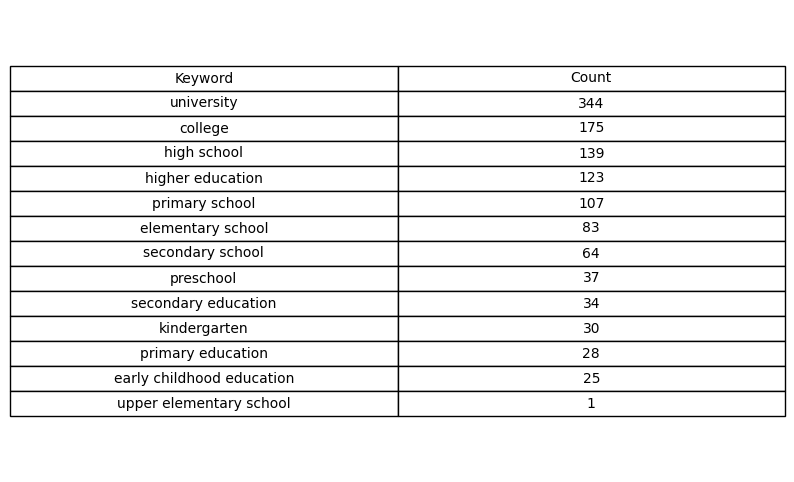 Keyword Count
university 344
college 175
high school 139
higher education 123
primary school 107
elementary school 83
secondary school 64
preschool 37
secondary education 34
kindergarten 30
primary education 28
early childhood education 25
upper elementary school 1